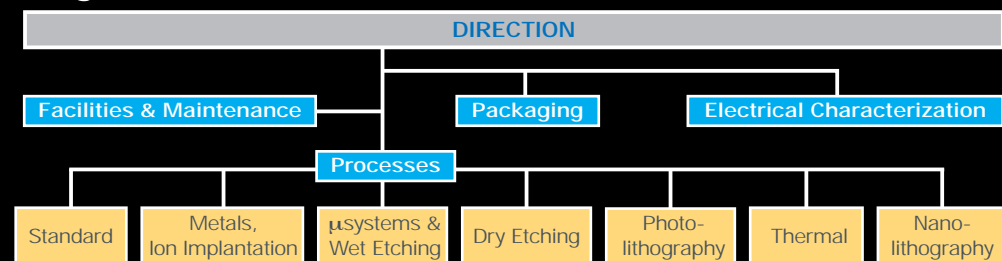 DIRECTION
Facilities & Maintenance
Packaging
Electrical Characterization
Processes
Standard
Metals,
Ion Implantation
µsystems &
Wet Etching
Dry Etching
Photo-
lithography
Thermal
Nano-
lithography